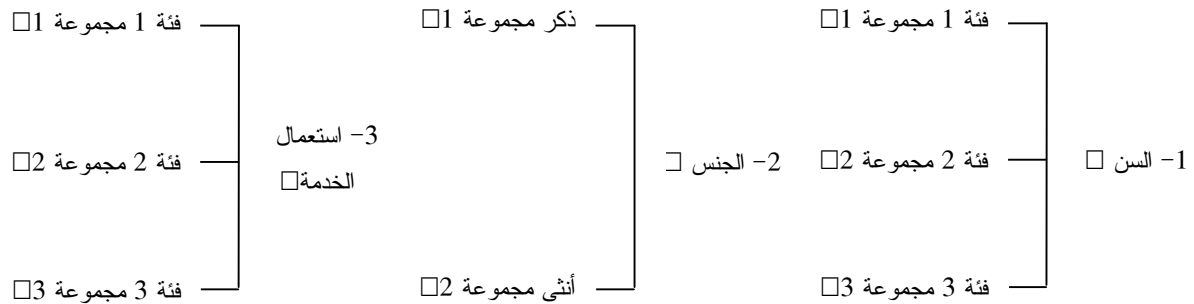 1- السن □
فئة 1 مجموعة 1□
فئة 2 مجموعة 2□
فئة 3 مجموعة 3□
2- الجنس □
ذكر مجموعة 1□
أنثى مجموعة 2□
3- استعمال
الخدمة□
فئة 1 مجموعة 1□
فئة 2 مجموعة 2□
فئة 3 مجموعة 3□